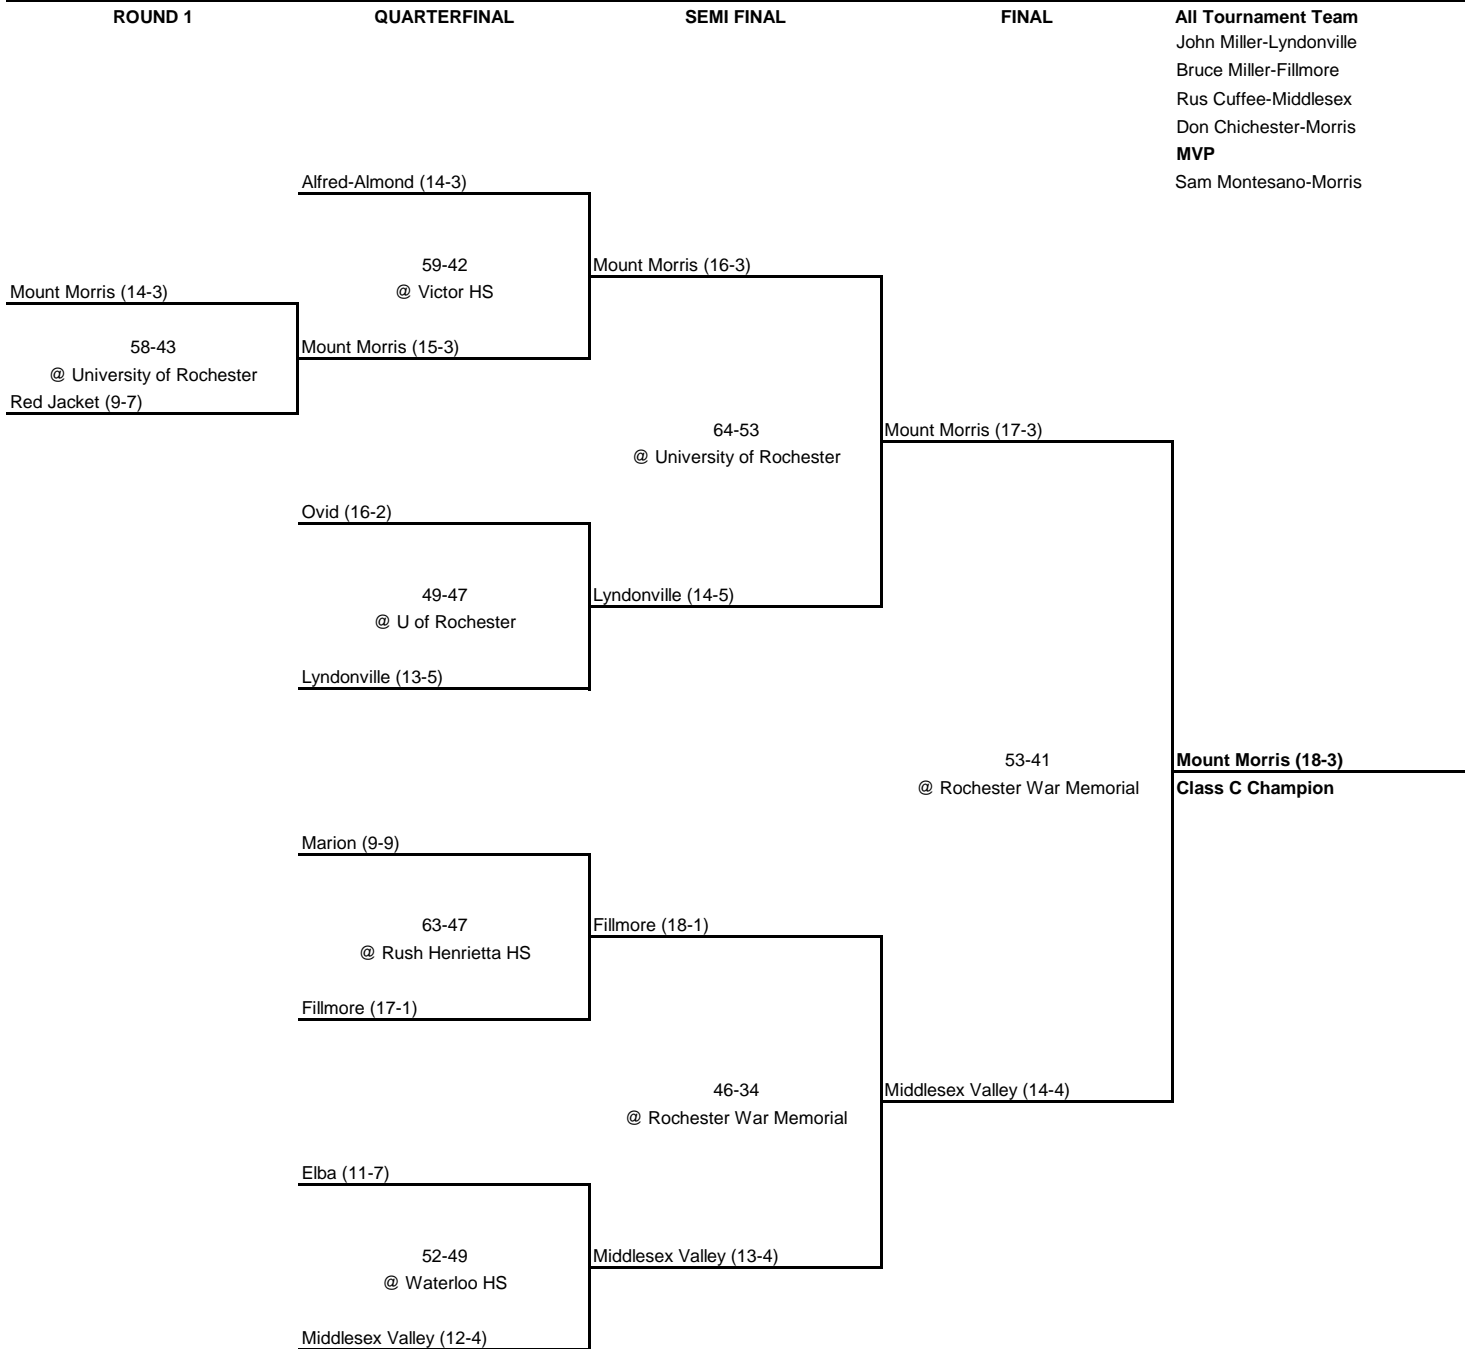 ROUND 1 QUARTERFINAL SEMI FINAL FINAL All Tournament Team
John Miller-Lyndonville
Bruce Miller-Fillmore
Rus Cuffee-Middlesex
Don Chichester-Morris
MVP
Alfred-Almond (14-3) Sam Montesano-Morris
59-42 Mount Morris (16-3)
Mount Morris (14-3) @ Victor HS
58-43 Mount Morris (15-3)
@ University of Rochester
Red Jacket (9-7)
64-53 Mount Morris (17-3)
@ University of Rochester
Ovid (16-2)
49-47 Lyndonville (14-5)
@ U of Rochester
Lyndonville (13-5)
53-41 Mount Morris (18-3)
@ Rochester War Memorial Class C Champion
Marion (9-9)
63-47 Fillmore (18-1)
@ Rush Henrietta HS
Fillmore (17-1)
46-34 Middlesex Valley (14-4)
@ Rochester War Memorial
Elba (11-7)
52-49 Middlesex Valley (13-4)
@ Waterloo HS
Middlesex Valley (12-4)